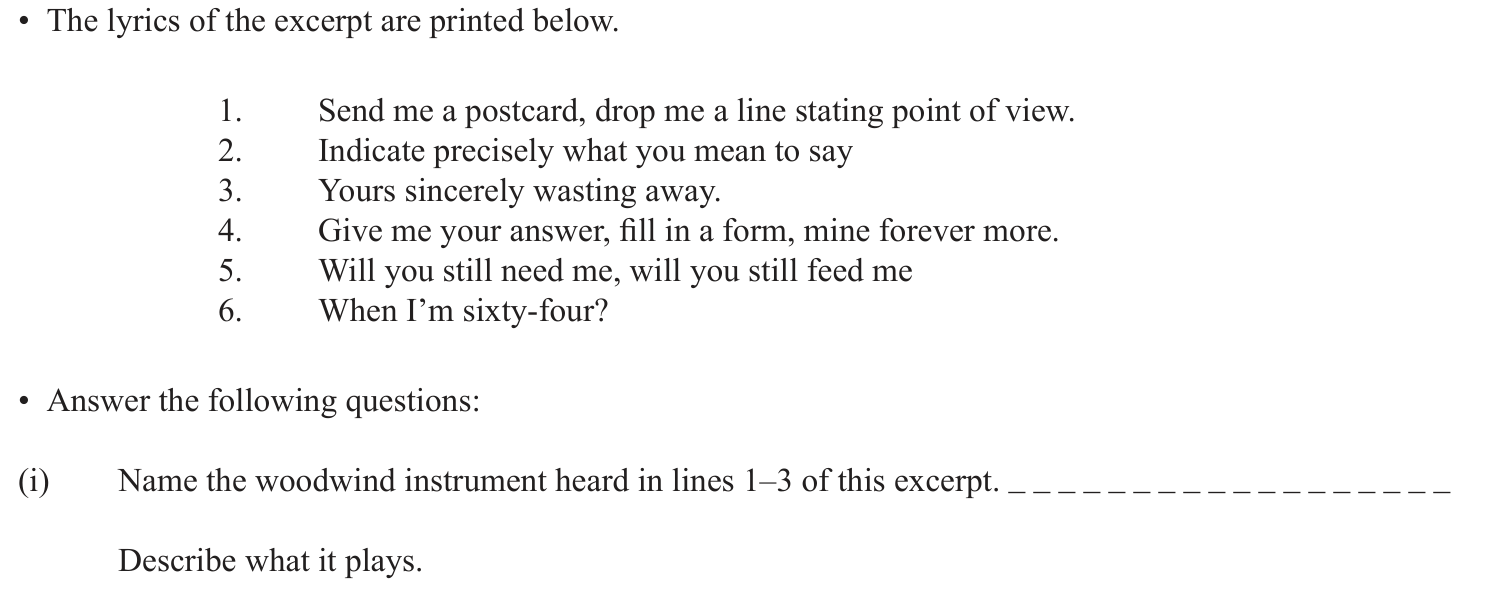 • The lyrics of the excerpt are printed below.
1. Send me a postcard, drop me a line stating point of view.
2. Indicate precisely what you mean to say
3. Yours sincerely wasting away.
4. Give me your answer, fill in a form, mine forever more.
5. Will you still need me, will you still feed me
6. When I’m sixty-four?
• Answer the following questions:
(i) Name the woodwind instrument heard in lines 1–3 of this excerpt. _ _ _ _ _ _ _ _ _ _ _ _ _ _ _ _ _ _
Describe what it plays.